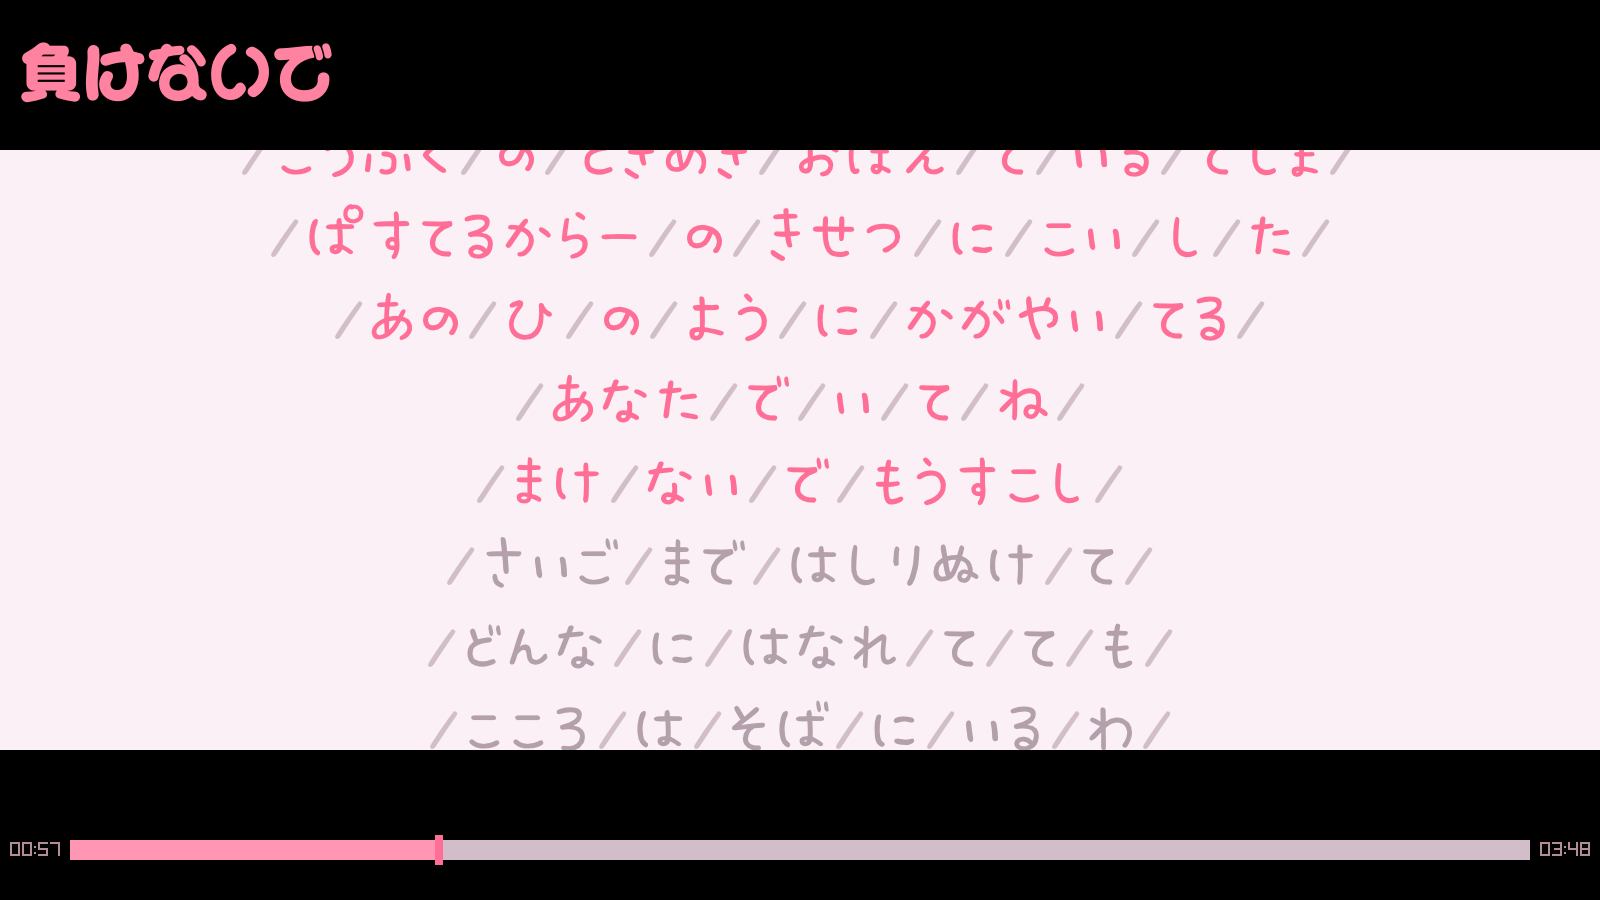 負けないで
/こうふく/の/ときめき/おぼえ/て/いる/でしょ/
/ぱすてるからー/の/きせつ/に/こい/し/た/
/あの/ひ/の/よう/に/かがやい/てる/
/あなた/で/い/て/ね/
/まけ/ない/で/もうすこし/
/さいご/まで/はしりぬけ/て/
/どんな/に/はなれ/て/て/も/
/こころ/は/そば/に/いる/わ/
00:57
03:48